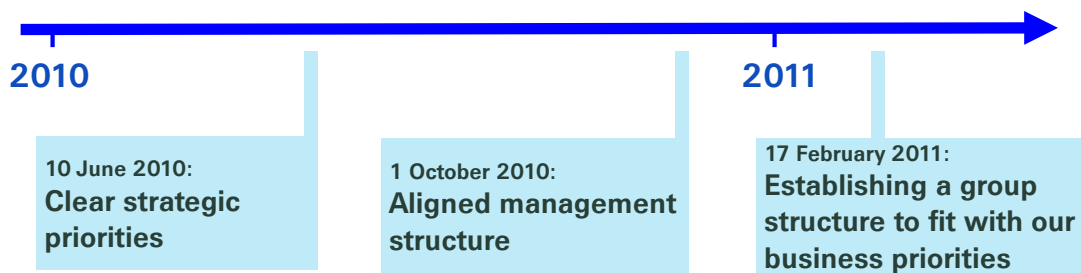 2010
2011
10 June 2010:
Clear strategic
priorities
1 October 2010:
Aligned management
structure
17 February 2011:
Establishing a group
structure to fit with our
business priorities